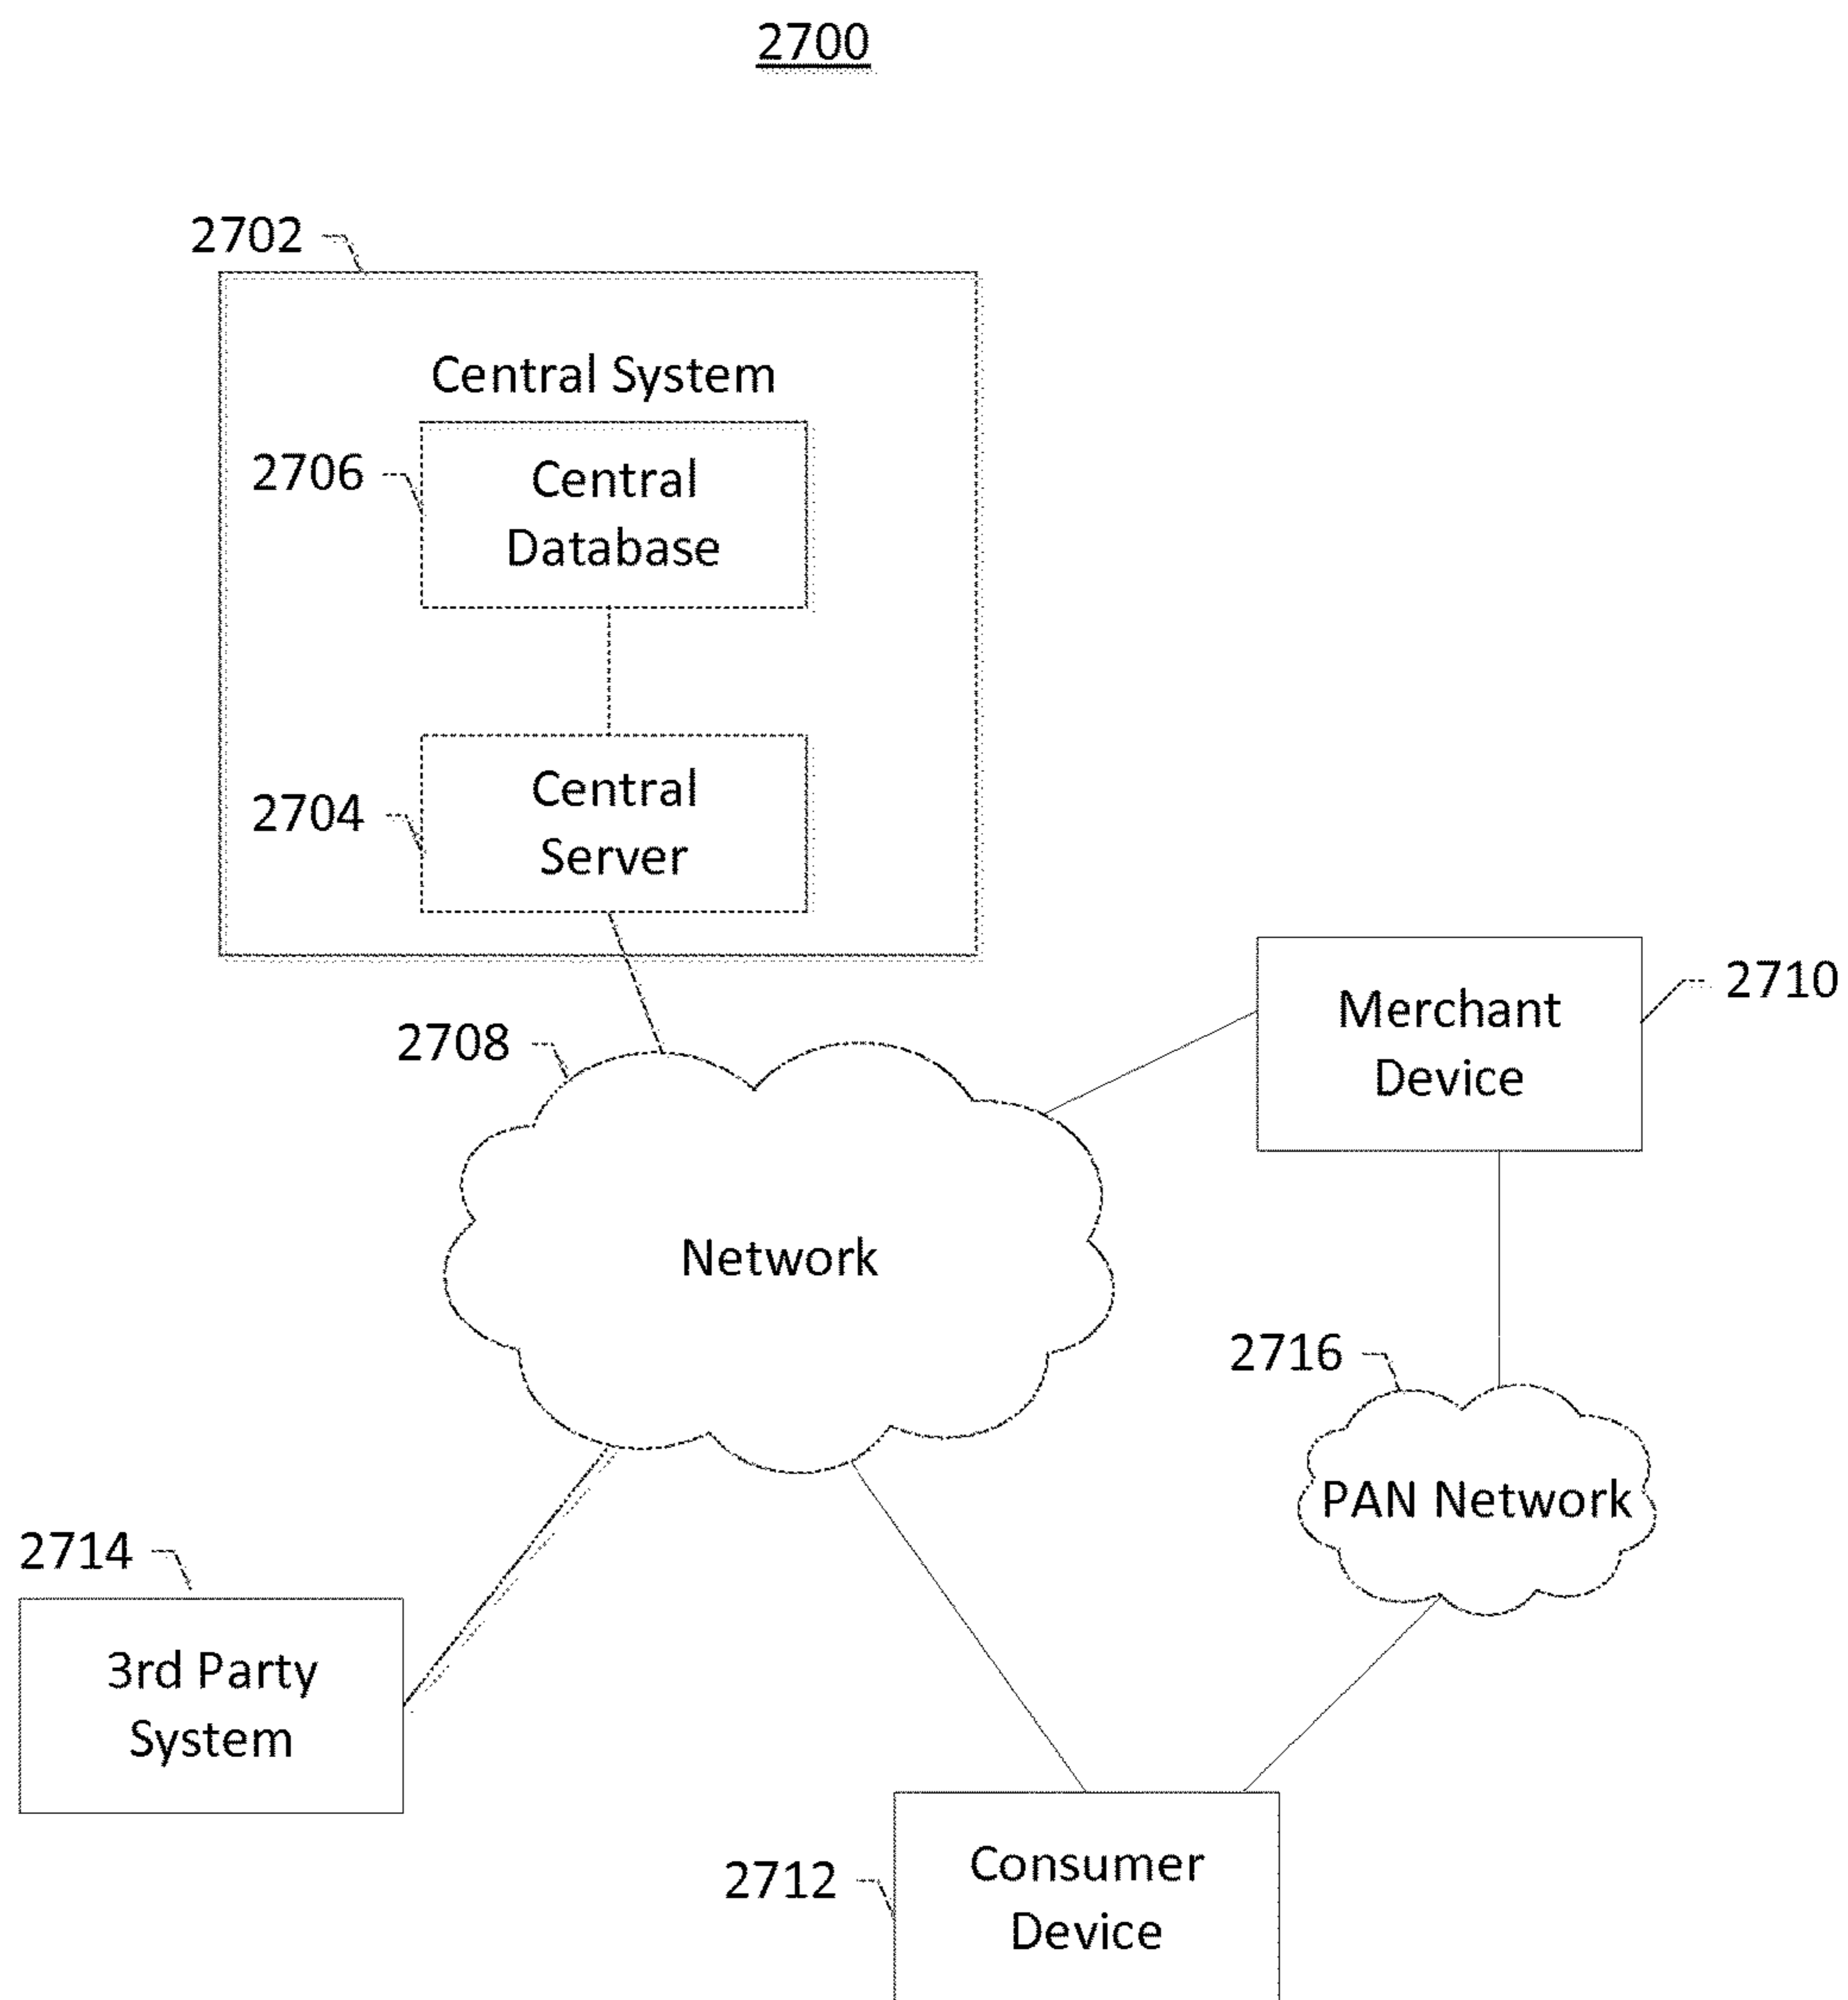 2700
2702
Central System
2706
Central
Database
2704
Central
Server
2710
Merchant
Device
2708
Network
2716
PAN Network
2714
3rd Party
System
2712
Consumer
Device